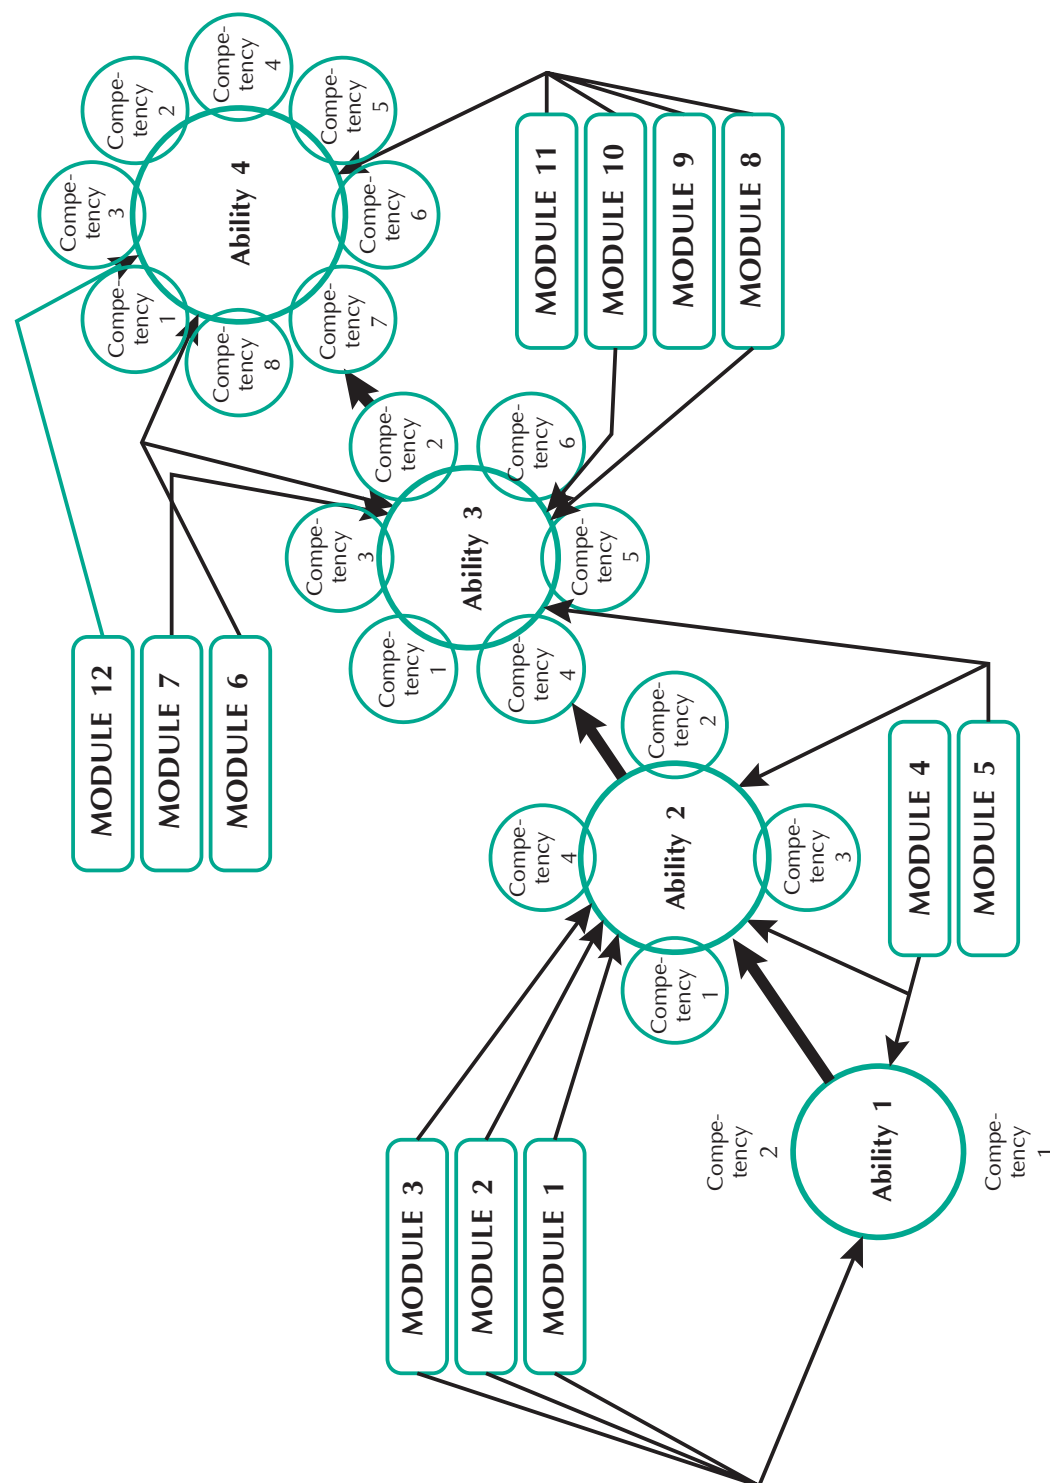 MODULE 12
MODULE 7
MODULE 6
MODULE 3
MODULE 2
MODULE 1
Compe-
tency
2
Ability 1
Compe-
tency
1
Compe-
tency
4
Compe-
tency
1
Ability 2
Compe-
tency
2
Compe-
tency
3
MODULE 4
MODULE 5
Compe-
tency
3
Compe-
tency
1
Compe-
tency
2
Ability 3
Compe-
tency
4
Compe-
tency
6
Compe-
tency
5
Compe-
tency
3
Compe-
tency
1
Compe-
tency
2
Compe-
tency
8
Ability 4
Compe-
tency
4
Compe-
tency
7
Compe-
tency
5
Compe-
tency
6
MODULE 11
MODULE 10
MODULE 9
MODULE 8